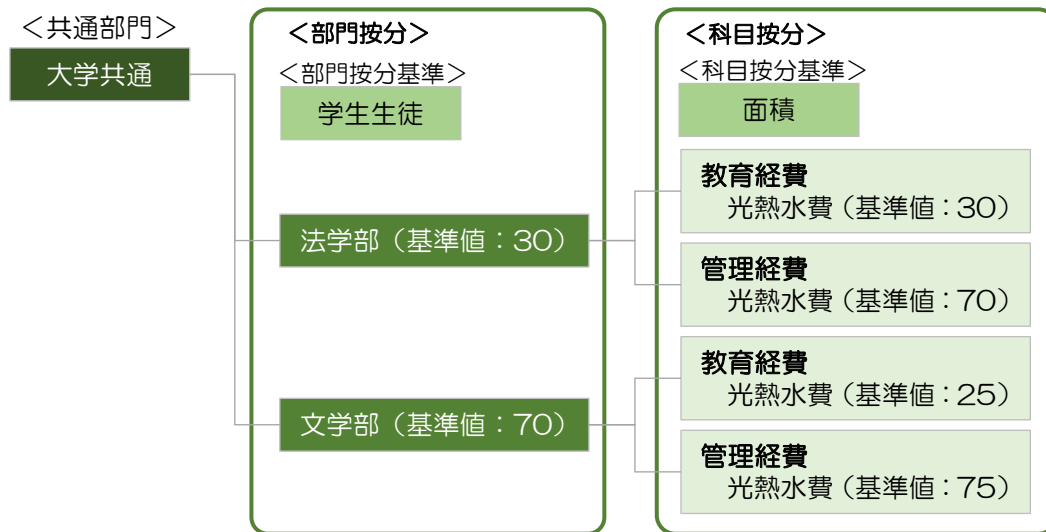 ＜共通部門＞
大学共通
＜部門按分＞
＜部門按分基準＞
学生生徒
法学部（基準値：30）
文学部（基準値：70）
＜科目按分＞
＜科目按分基準＞
面積
教育経費
光熱水費（基準値：30）
管理経費
光熱水費（基準値：70）
教育経費
光熱水費（基準値：25）
管理経費
光熱水費（基準値：75）